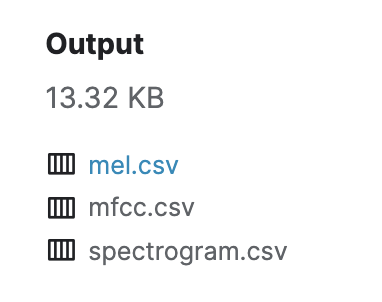 Output
13.32 KB
mel.csv
mfcc.csv
spectrogram.csv